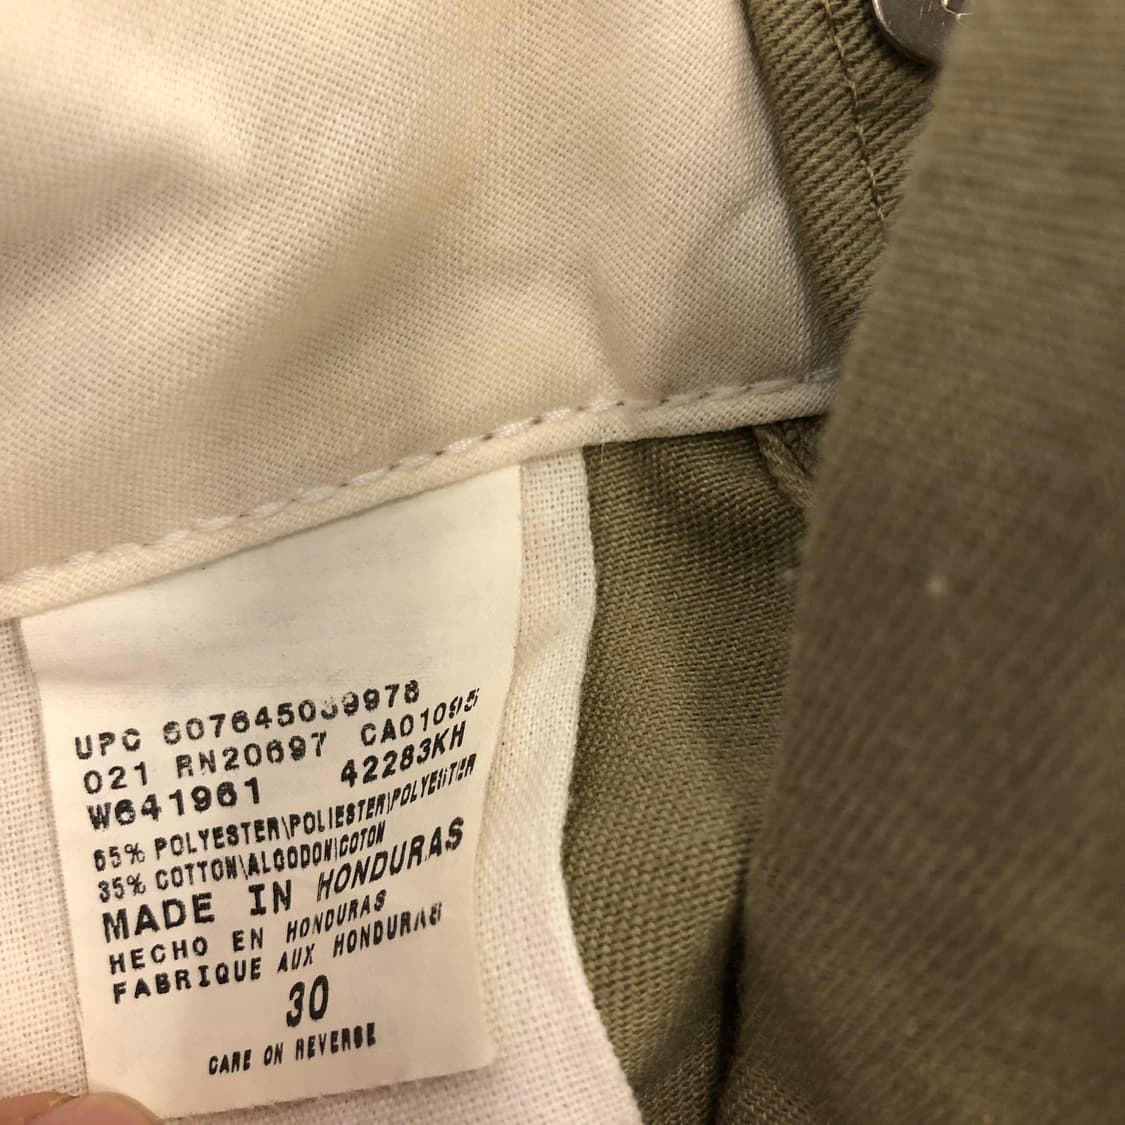 UPC 607645039978
021 RN20697 CA01095
W641961 42283KH
65% POLYESTER\POLIESTER\POLYESTER
35% COTTON\ALGODON\COTON
MADE IN HONDURAS
HECHO EN HONDURAS
FABRIQUE AUX HONDURAS
30
CARE ON REVERSE